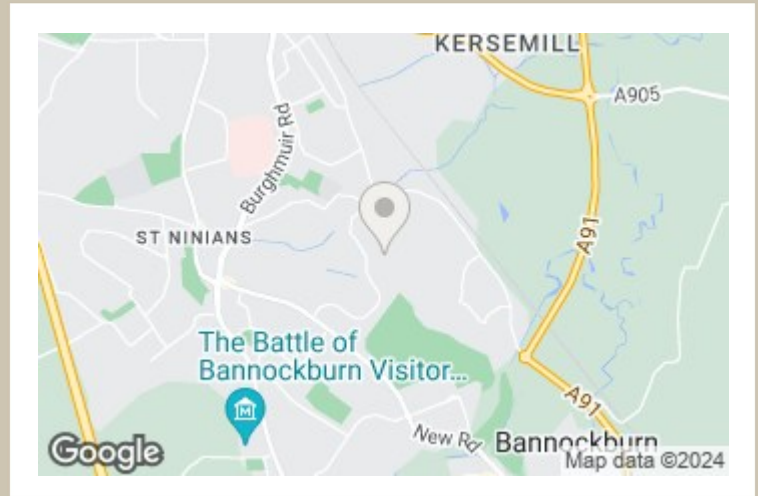 KERSEMILL
A905
Burghmuir Rd
ST NINIANS
A91
The Battle of
Bannockburn Visitor...
A91
New Rd
Bannockburn
Google
Map data ©2024